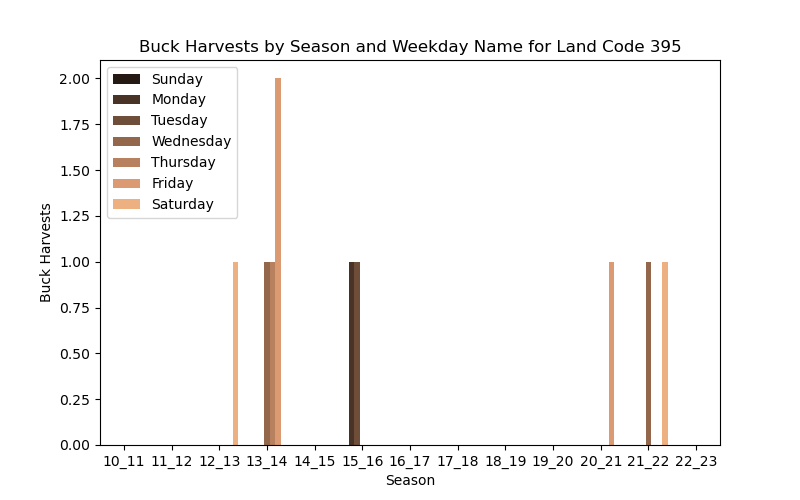 Buck Harvests by Season and Weekday Name for Land Code 395
Sunday
Monday
Tuesday
Wednesday
Thursday
Friday
Saturday
2.00
1.75
1.50
1.25
1.00
0.75
0.50
0.25
0.00
Buck Harvests
10_11 11_12 12_13 13_14 14_15 15_16 16_17 17_18 18_19 19_20 20_21 21_22 22_23
Season